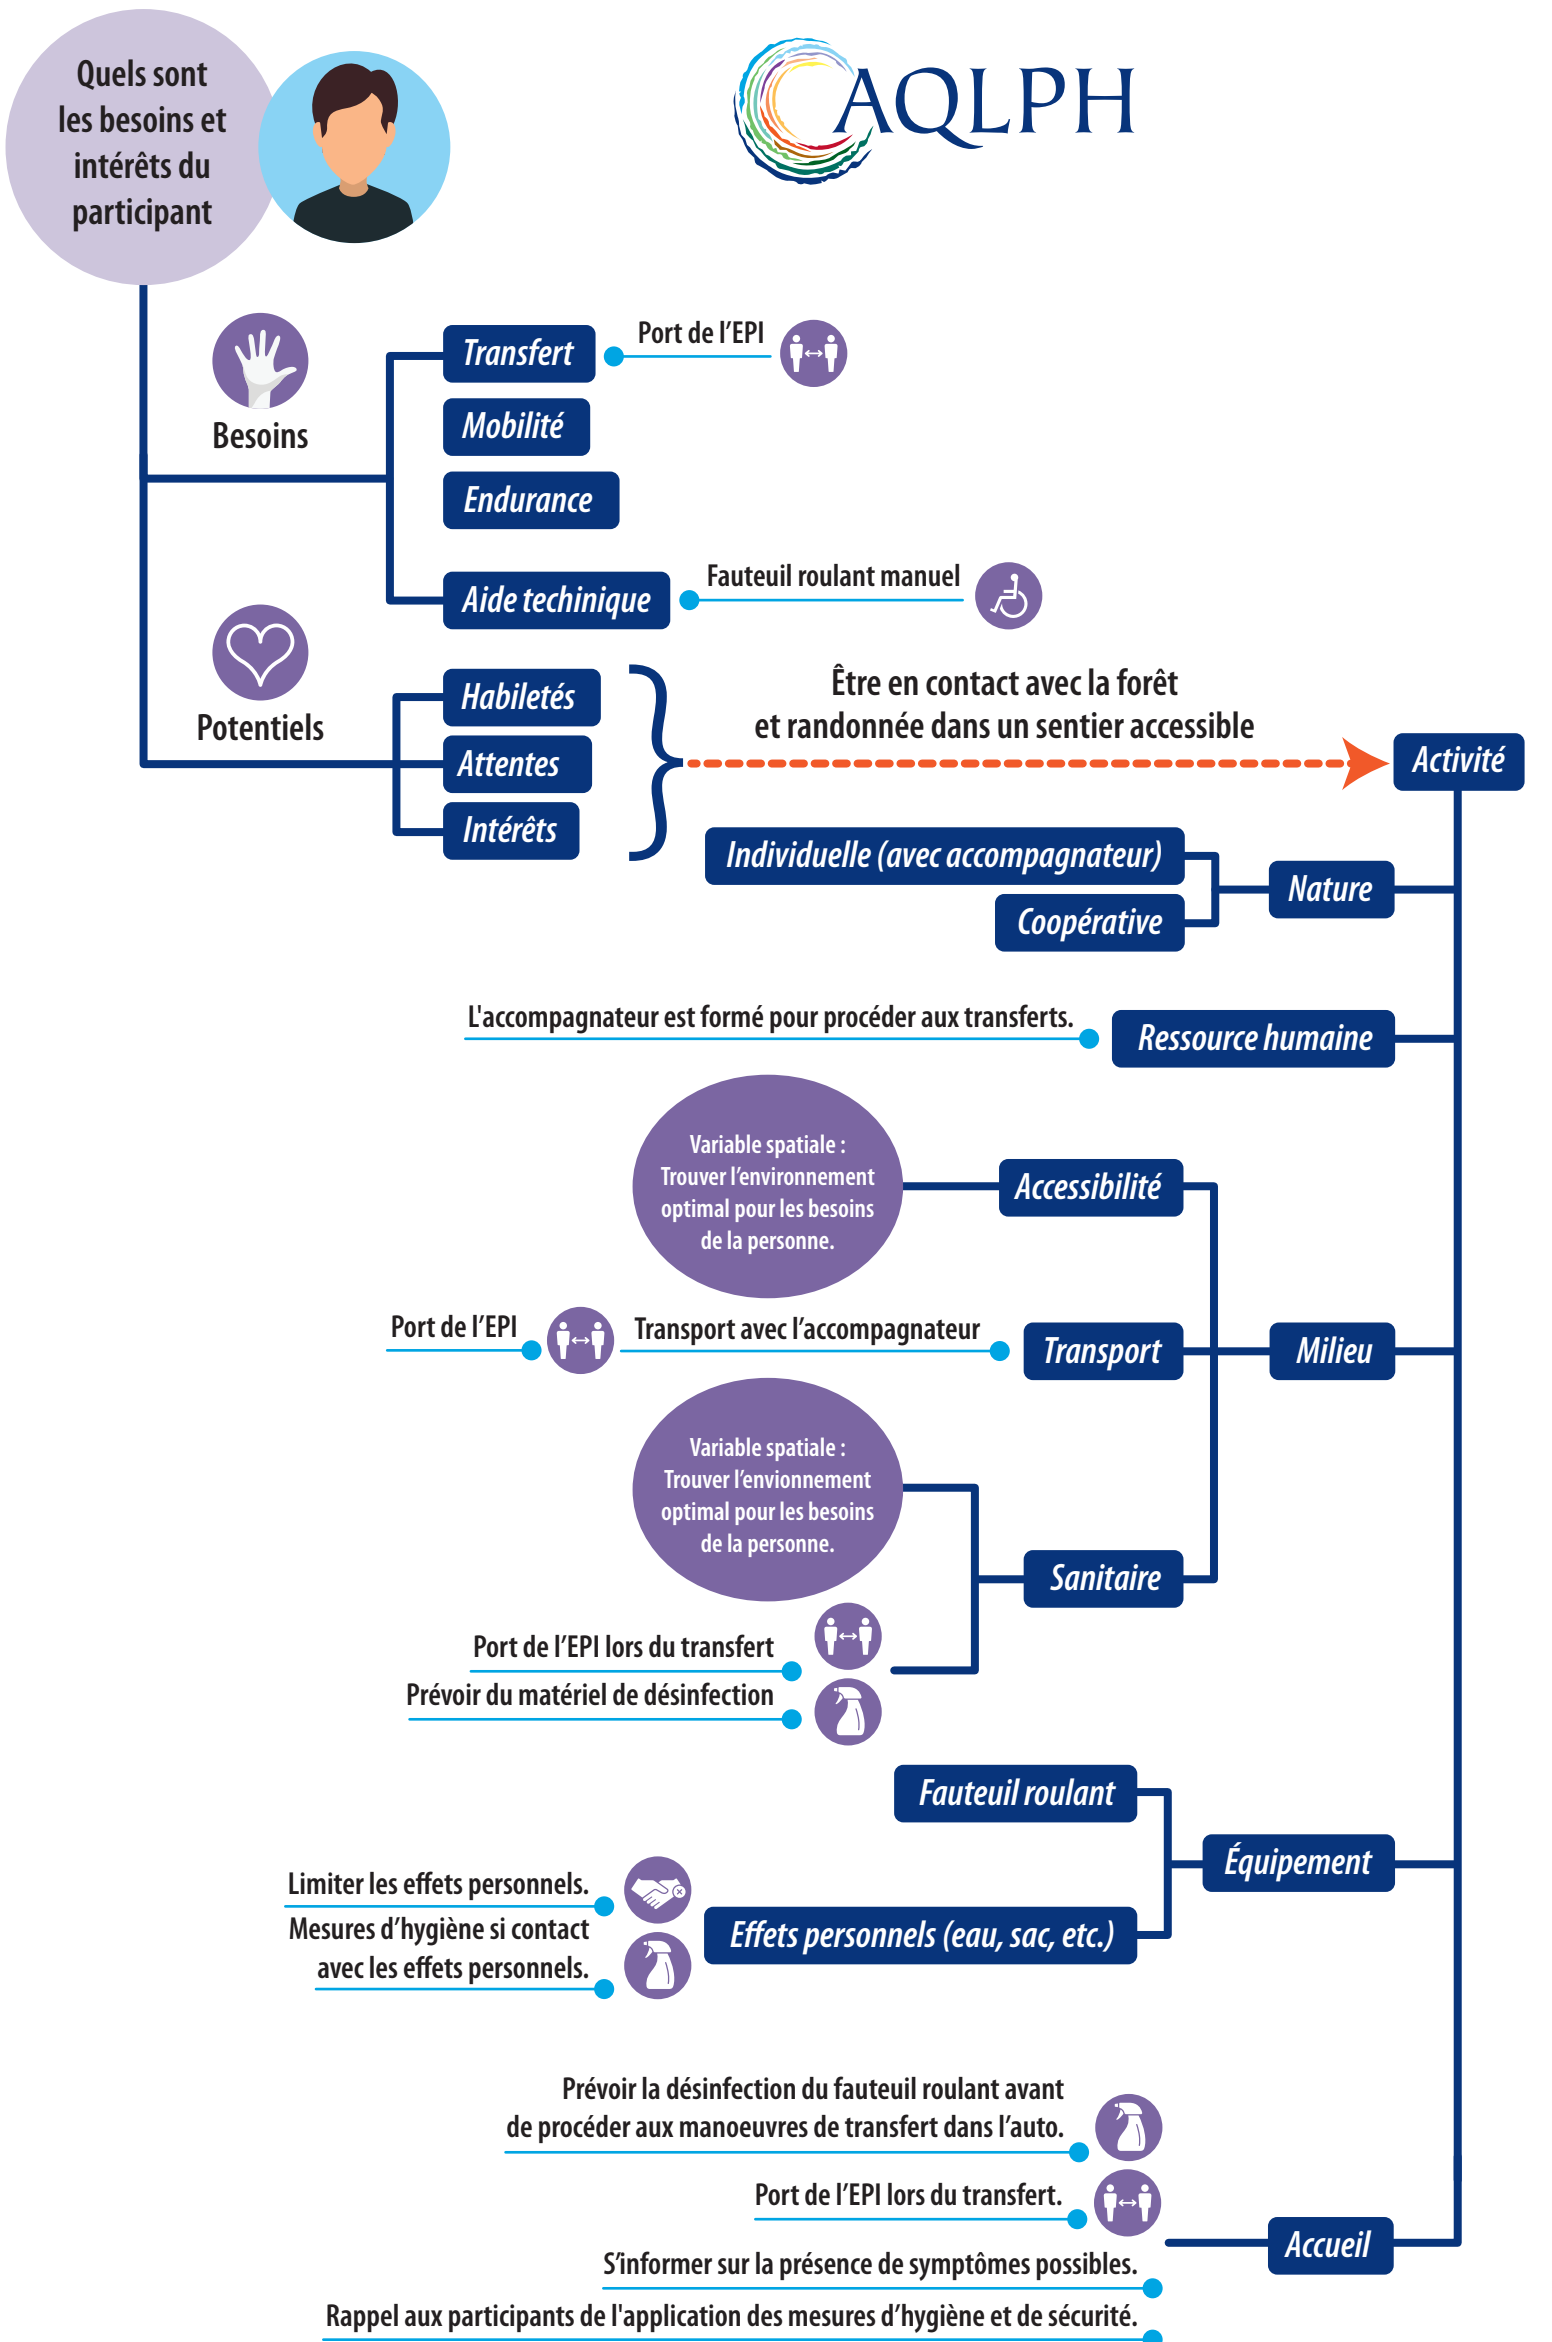 Quels sont
les besoins et
intérêts du
participant
AQLPH
Besoins
Transfert
Port de l’EPI
Mobilité
Endurance
Aide techinique
Fauteuil roulant manuel
Potentiels
Habiletés
Attentes
Intérêts
Être en contact avec la forêt
et randonnée dans un sentier accessible
Activité
Individuelle (avec accompagnateur)
Coopérative
Nature
L'accompagnateur est formé pour procéder aux transferts.
Ressource humaine
Variable spatiale :
Trouver l’environnement
optimal pour les besoins
de la personne.
Accessibilité
Port de l’EPI
Transport avec l’accompagnateur
Transport
Milieu
Variable spatiale :
Trouver l’envionnement
optimal pour les besoins
de la personne.
Sanitaire
Port de l’EPI lors du transfert
Prévoir du matériel de désinfection
Fauteuil roulant
Équipement
Limiter les effets personnels.
Mesures d’hygiène si contact
avec les effets personnels.
Effets personnels (eau, sac, etc.)
Prévoir la désinfection du fauteuil roulant avant
de procéder aux manoeuvres de transfert dans l’auto.
Port de l’EPI lors du transfert.
Accueil
S’informer sur la présence de symptômes possibles.
Rappel aux participants de l'application des mesures d’hygiène et de sécurité.